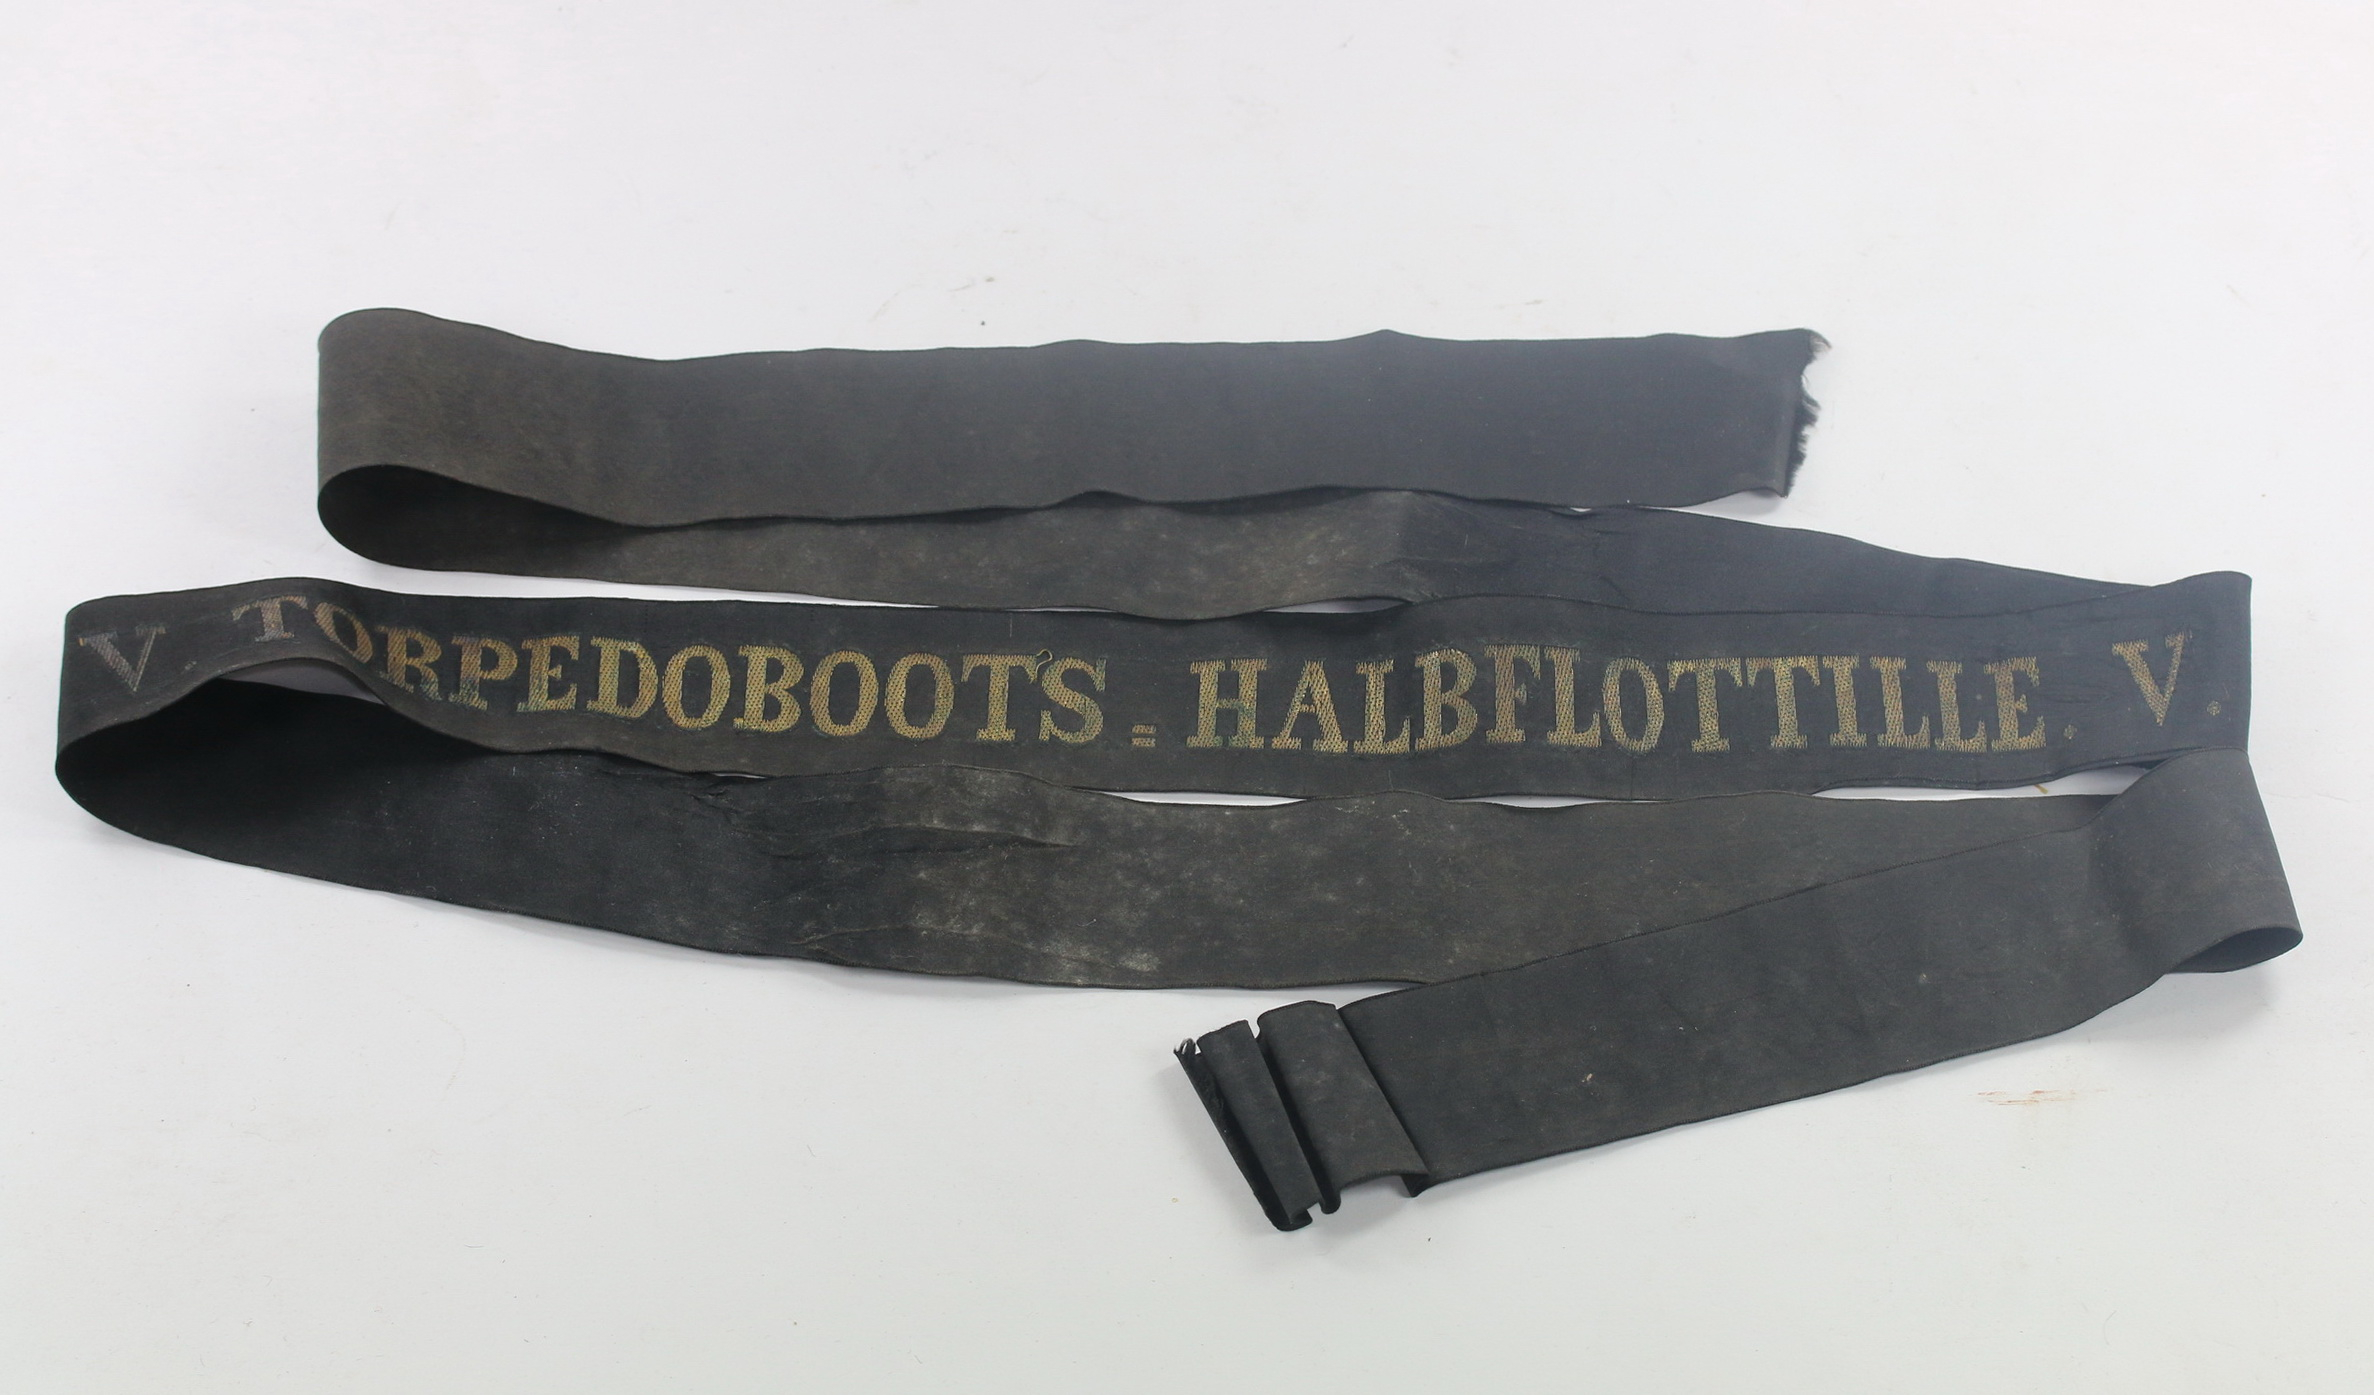 V TORPEDOBOOTS = HALBFLOTTILLE. V.